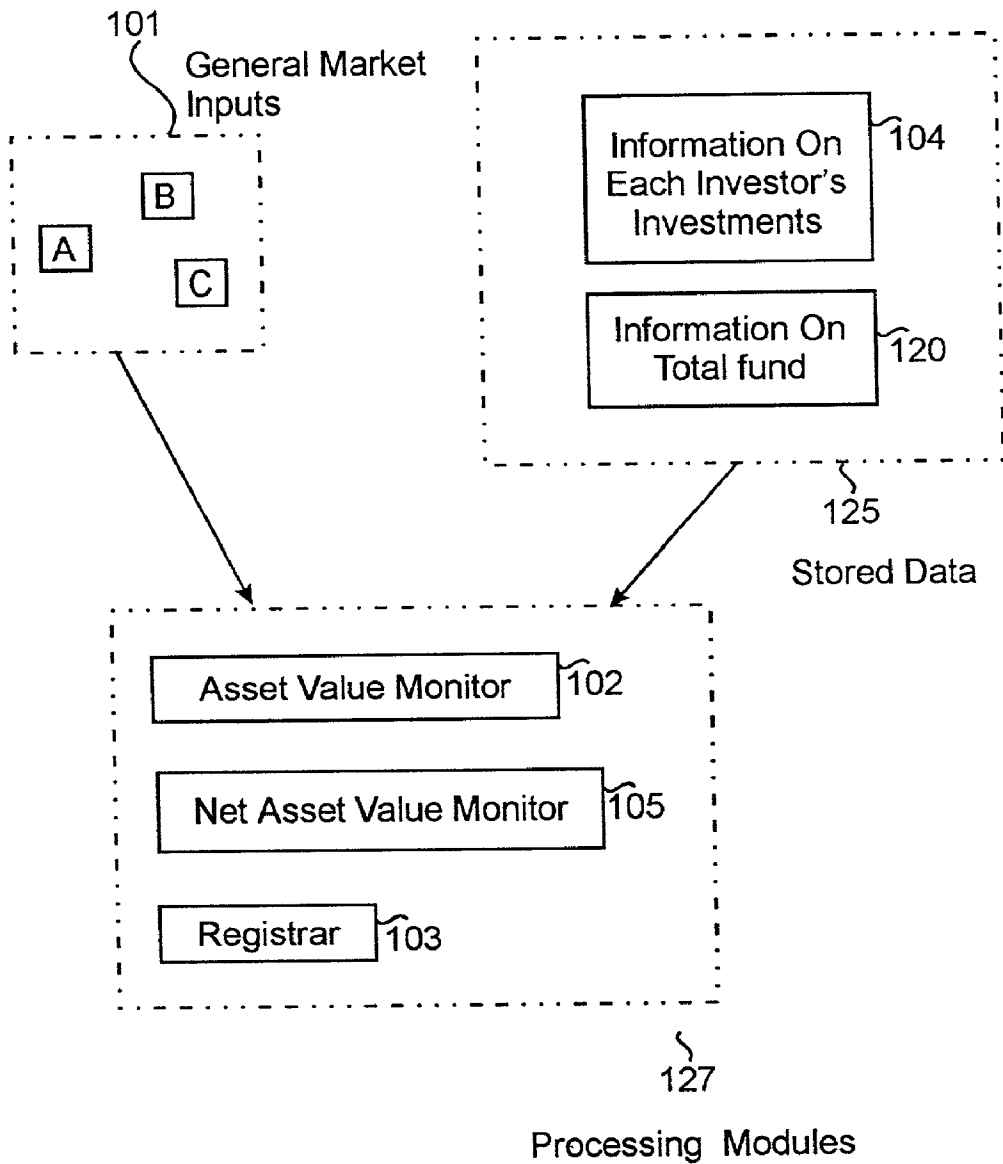 101
General Market
Inputs
A
B
C
Information On
Each Investor's
Investments
104
Information On
Total fund
120
125
Stored Data
Asset Value Monitor
102
Net Asset Value Monitor
105
Registrar
103
127
Processing Modules